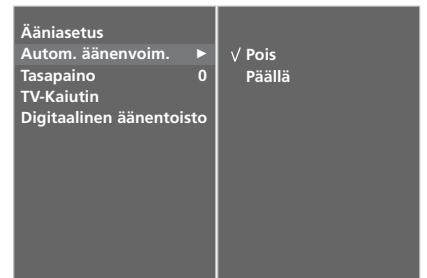 Ääniasetus
Autom. äänenvoim. ►
Tasapaino 0
TV-Kaiutin
Digitaalinen äänentoisto
√ Pois
Päällä